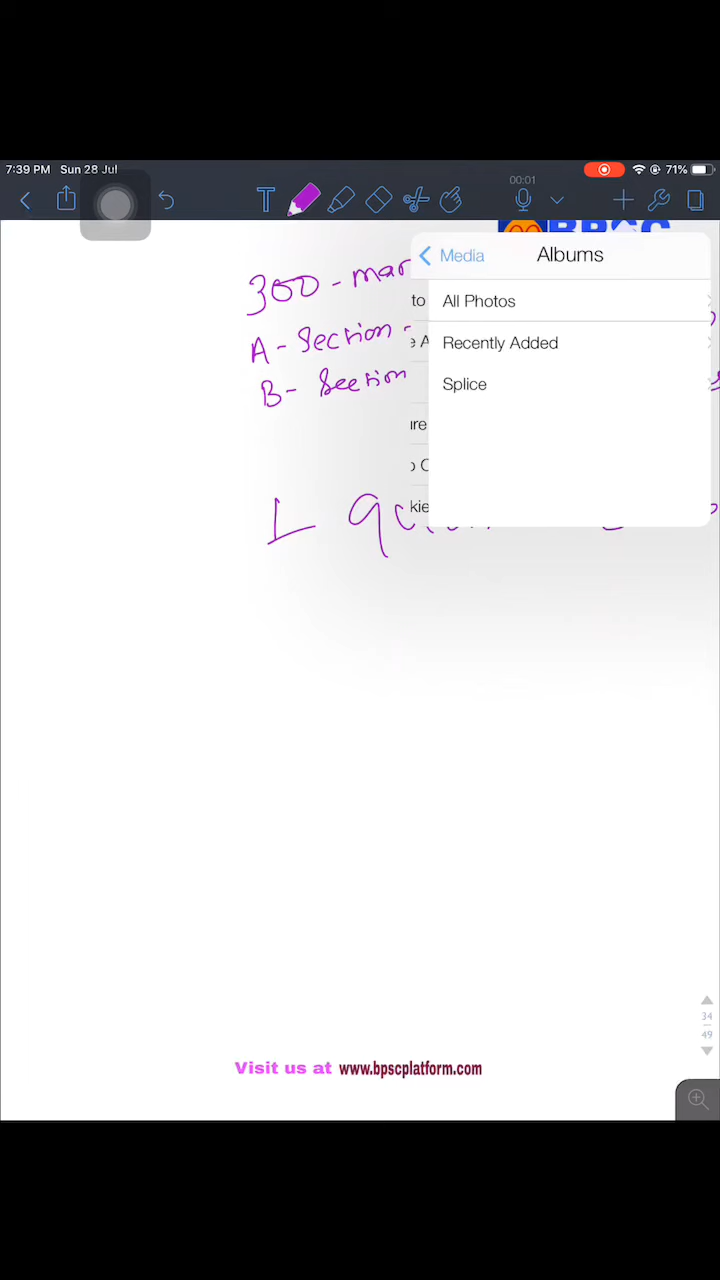 7:39 PM Sun 28 Jul 71%
00:01
T
BPSC
Media Albums
300 - mar
to All Photos
A - Section -
e A Recently Added
B - Section
Splice
ure
o C
kie
34
49
Visit us at www.bpscplatform.com